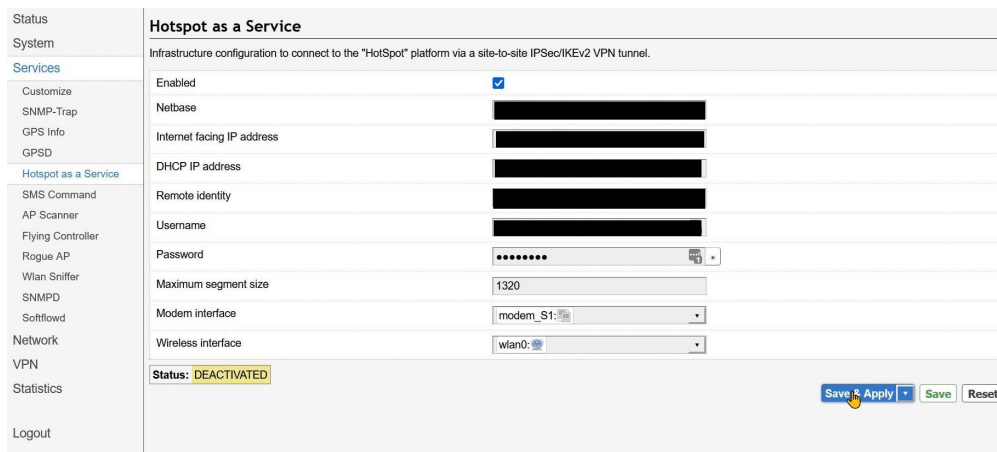 Status
System
Services
Customize
SNMP-Trap
GPS Info
GPSD
Hotspot as a Service
SMS Command
AP Scanner
Flying Controller
Rogue AP
Wlan Sniffer
SNMPD
Softflowd
Network
VPN
Statistics
Logout
Hotspot as a Service
Infrastructure configuration to connect to the "HotSpot" platform via a site-to-site IPSec/IKEv2 VPN tunnel.
Enabled
Netbase
Internet facing IP address
DHCP IP address
Remote identity
Username
Password ●●●●●●●●
Maximum segment size 1320
Modem interface modem_S1:
Wireless interface wlan0:
Status: DEACTIVATED
Save & Apply Save Reset